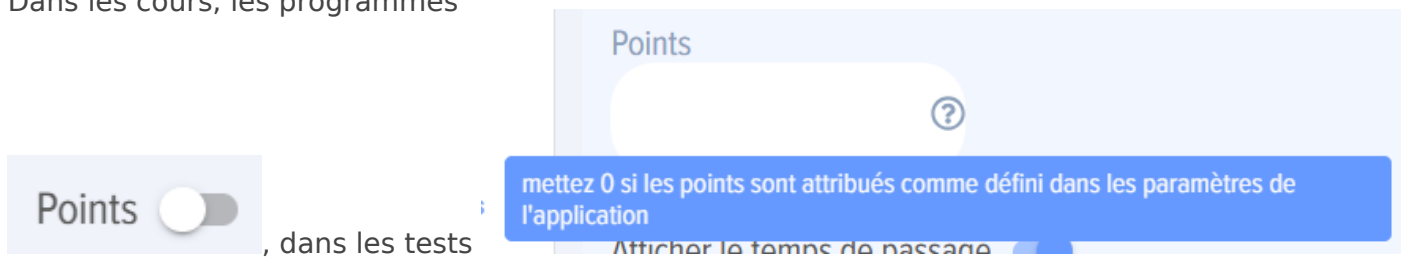 Dans les cours, les programmes
Points
Points
mettez 0 si les points sont attribués comme défini dans les paramètres de
l'application
, dans les tests
Afficher le temps de passage